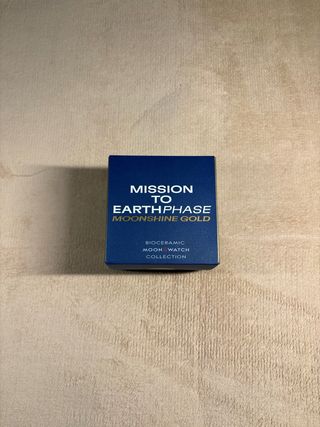 MISSION
TO
EARTHPHASE
MOONSHINE GOLD
BIOCERAMIC
MOONSWATCH
COLLECTION